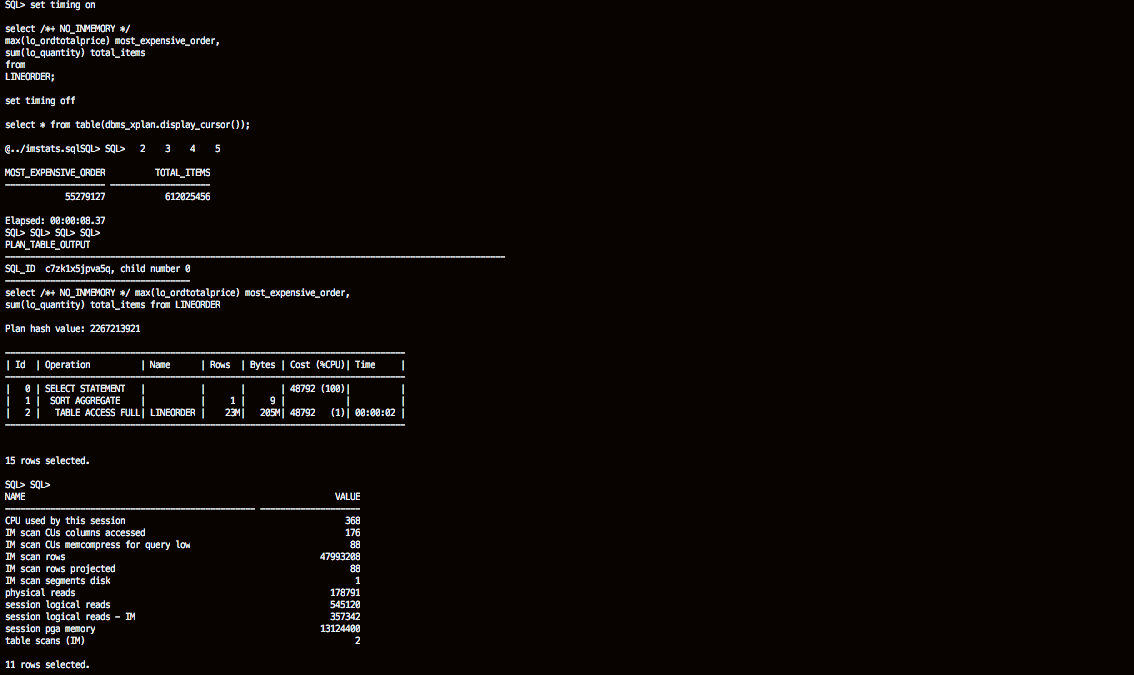 SQL> set timing on
select /*+ NO_INMEMORY */
max(lo_ordtotalprice) most_expensive_order,
sum(lo_quantity) total_items
from
LINEORDER;
set timing off
select * from table(dbms_xplan.display_cursor());
@../imstats.sqlSQL> SQL>   2    3    4    5
MOST_EXPENSIVE_ORDER          TOTAL_ITEMS
-------------------- --------------------
            55279127            612025456
Elapsed: 00:00:08.37
SQL> SQL> SQL> SQL>
PLAN_TABLE_OUTPUT
----------------------------------------------------------------------------------------------------
SQL_ID  c7zk1x5jpva5q, child number 0
-------------------------------------
select /*+ NO_INMEMORY */ max(lo_ordtotalprice) most_expensive_order,
sum(lo_quantity) total_items from LINEORDER
Plan hash value: 2267213921
--------------------------------------------------------------------------------
| Id  | Operation          | Name      | Rows  | Bytes | Cost (%CPU)| Time     |
--------------------------------------------------------------------------------
|   0 | SELECT STATEMENT   |           |       |       | 48792 (100)|          |
|   1 |  SORT AGGREGATE    |           |     1 |     9 |            |          |
|   2 |   TABLE ACCESS FULL| LINEORDER |    23M|   205M| 48792   (1)| 00:00:02 |
--------------------------------------------------------------------------------
15 rows selected.
SQL> SQL>
NAME                                                              VALUE
-------------------------------------------------- --------------------
CPU used by this session                                            368
IM scan CUs columns accessed                                        176
IM scan CUs memcompress for query low                                88
IM scan rows                                                   47993208
IM scan rows projected                                               88
IM scan segments disk                                                 1
physical reads                                                   178791
session logical reads                                            545120
session logical reads - IM                                       357342
session pga memory                                             13124400
table scans (IM)                                                      2
11 rows selected.